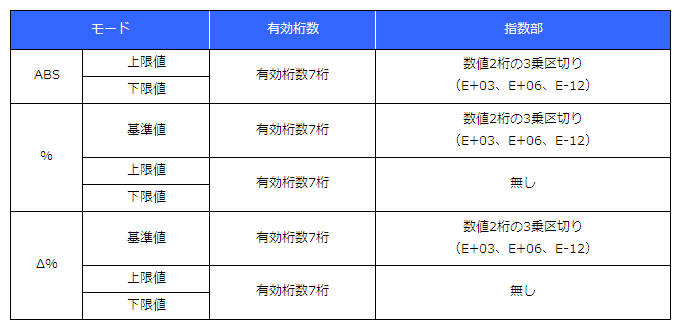 モード 有効桁数 指数部
ABS 上限値 有効桁数7桁 数値2桁の3乗区切り
下限値 (E+03、E+06、E-12)
% 基準値 有効桁数7桁 数値2桁の3乗区切り
(E+03、E+06、E-12)
上限値 有効桁数7桁 無し
下限値
Δ% 基準値 有効桁数7桁 数値2桁の3乗区切り
(E+03、E+06、E-12)
上限値 有効桁数7桁 無し
下限値